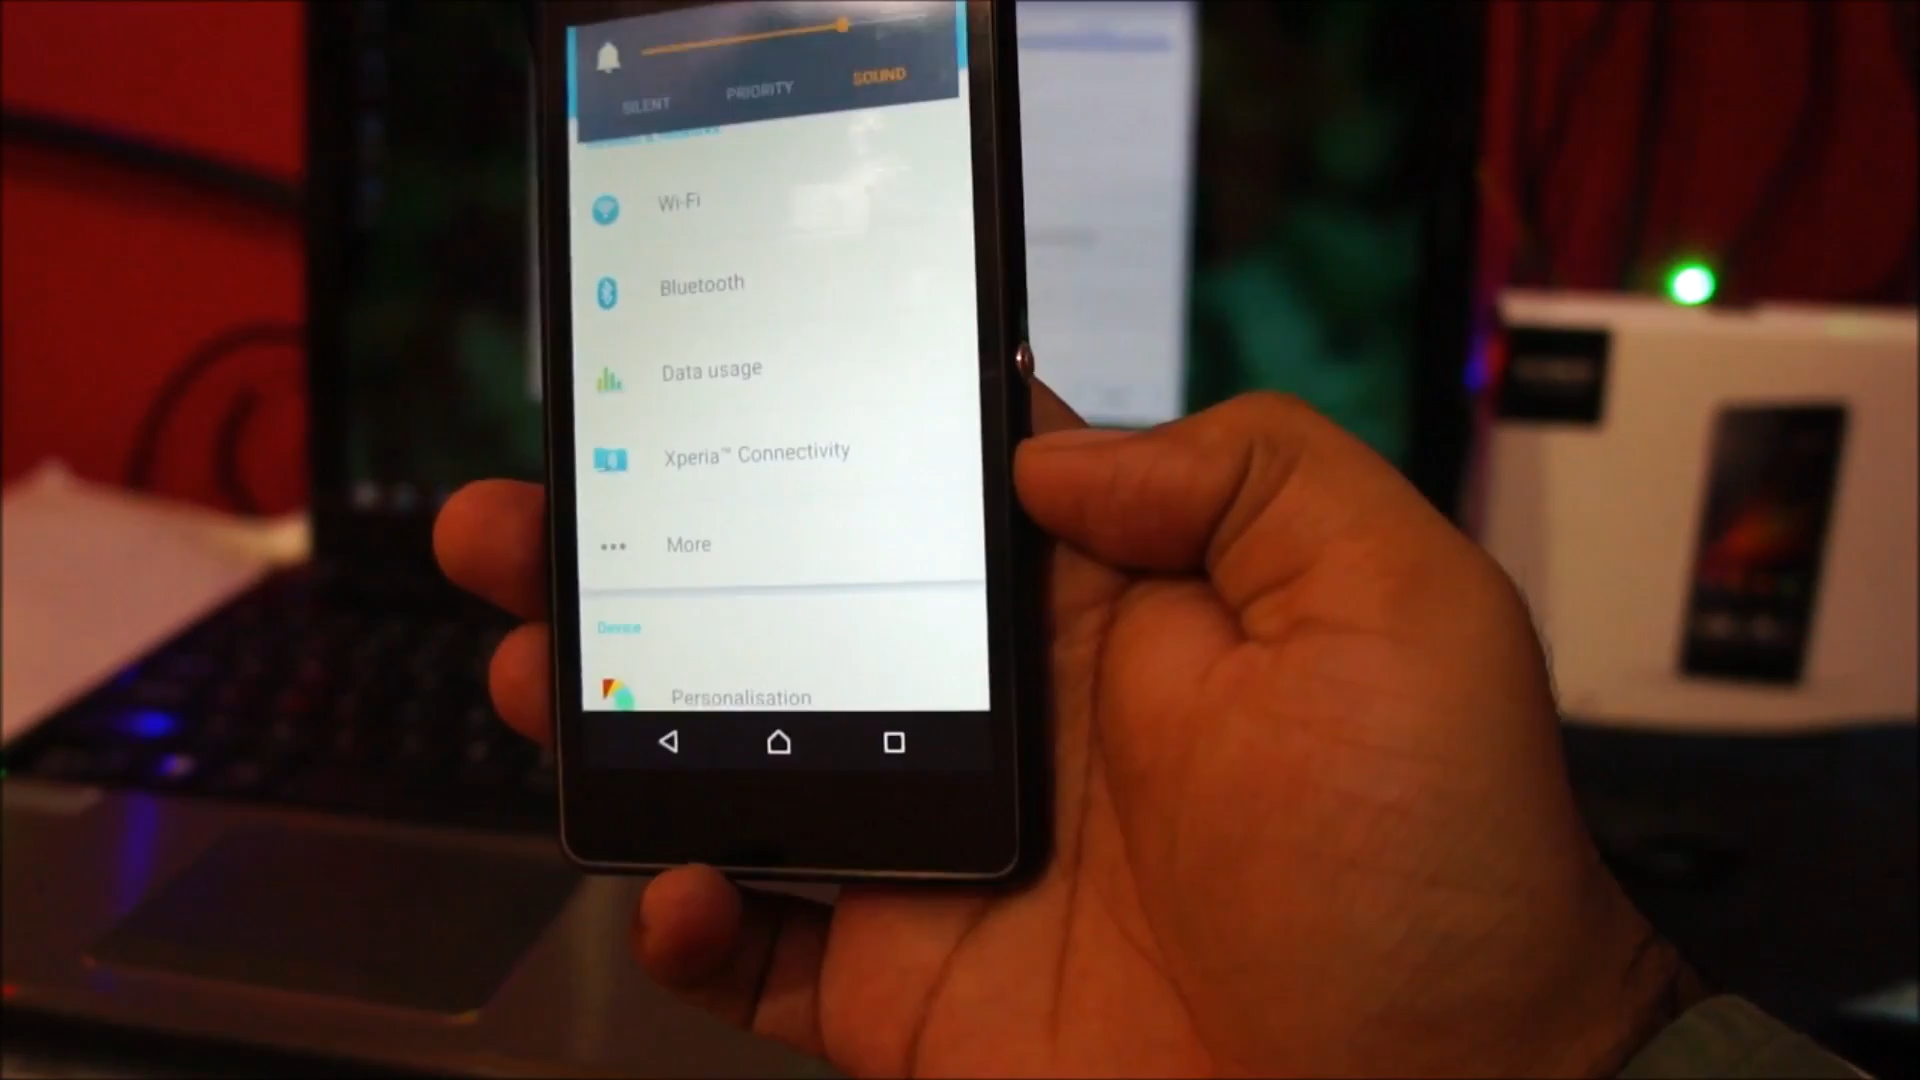 SILENT PRIORITY SOUND
Wi-Fi
Bluetooth
Data usage
Xperia™ Connectivity
More
Device
Personalisation